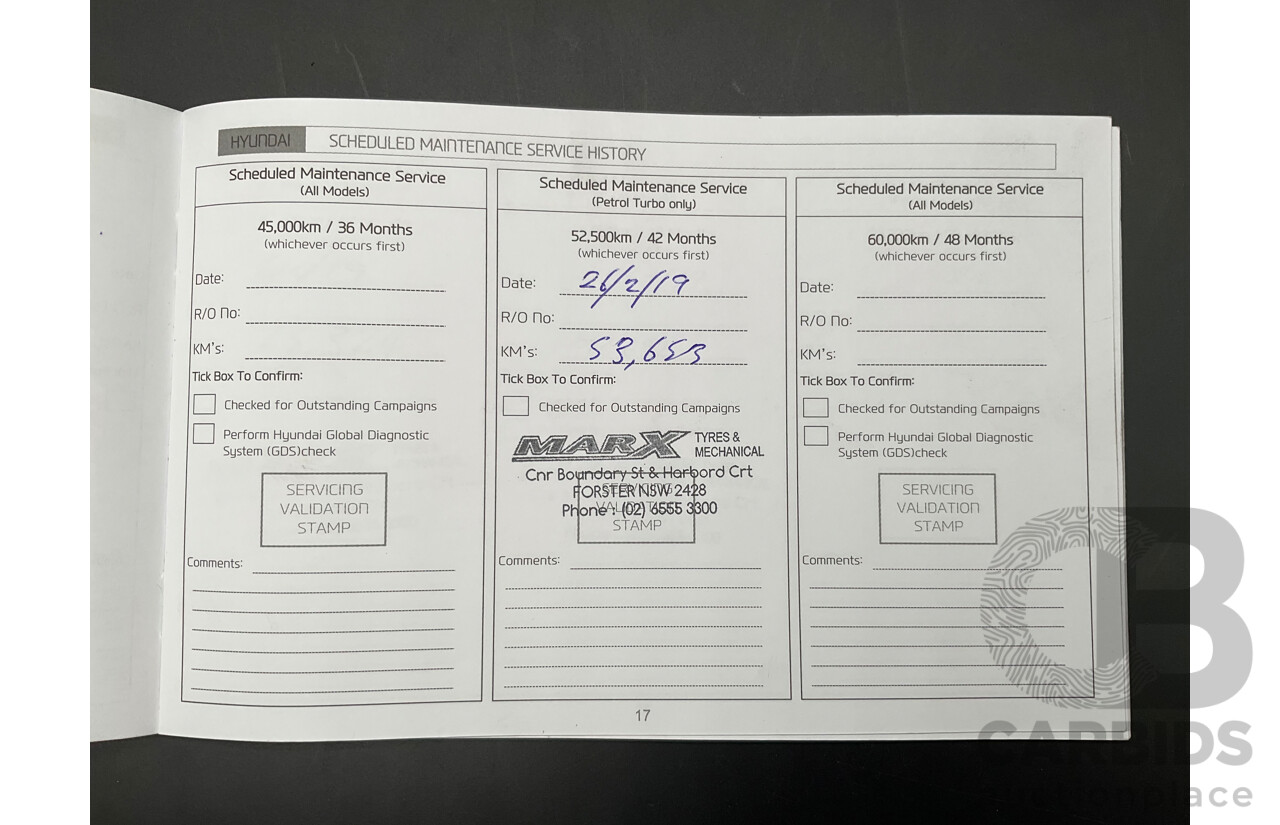 HYUNDAI SCHEDULED MAINTENANCE SERVICE HISTORY
Scheduled Maintenance Service
(All Models)
45,000km / 36 Months
(whichever occurs first)
Date:
R/O No:
KM's:
Tick Box To Confirm:
Checked for Outstanding Campaigns
Perform Hyundai Global Diagnostic
System (GDS)check
SERVICING
VALIDATION
STAMP
Comments:
Scheduled Maintenance Service
(Petrol Turbo only)
52,500km / 42 Months
(whichever occurs first)
Date: 26/2/19
R/O No:
KM's: 53,653
Tick Box To Confirm:
Checked for Outstanding Campaigns
MARX TYRES &
MECHANICAL
Cnr Boundary St & Harbord Crt
FORSTER NSW 2428
Phone : (02) 6555 3300
SERVICING
VALIDATION
STAMP
Comments:
Scheduled Maintenance Service
(All Models)
60,000km / 48 Months
(whichever occurs first)
Date:
R/O No:
KM's:
Tick Box To Confirm:
Checked for Outstanding Campaigns
Perform Hyundai Global Diagnostic
System (GDS)check
SERVICING
VALIDATION
STAMP
Comments:
17
CB
CARBIDS